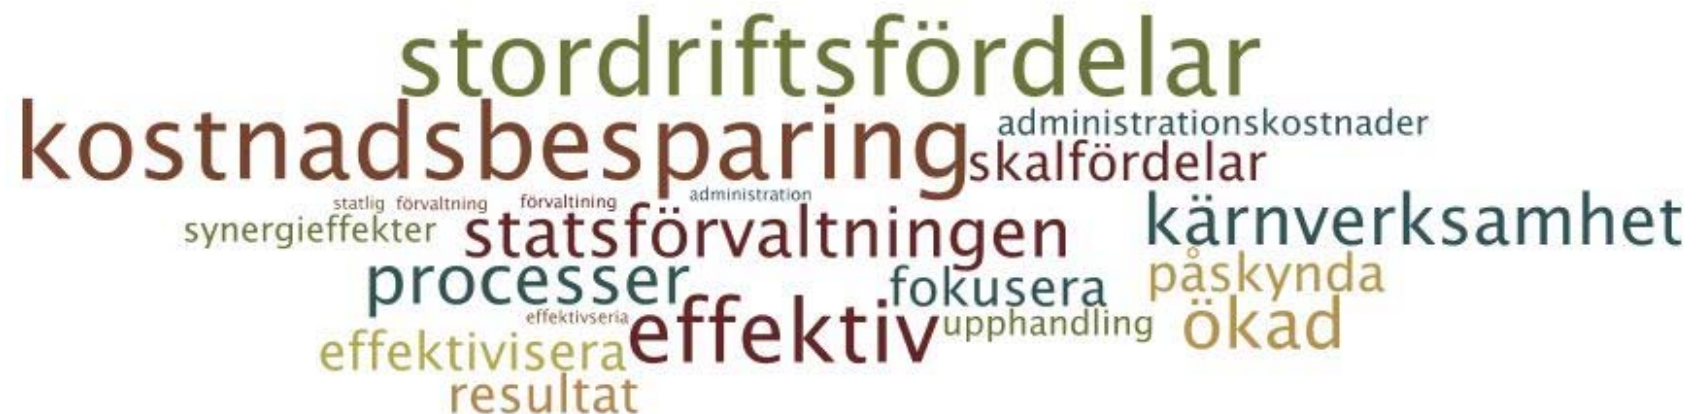 stordriftsfördelar
kostnadsbesparing administrationskostnader
skalfördelar
statlig förvaltning förvaltining administration
synergieffekter statsförvaltningen kärnverksamhet
processer fokusera påskynda
effektivseria effektiv upphandling ökad
effektivisera
resultat